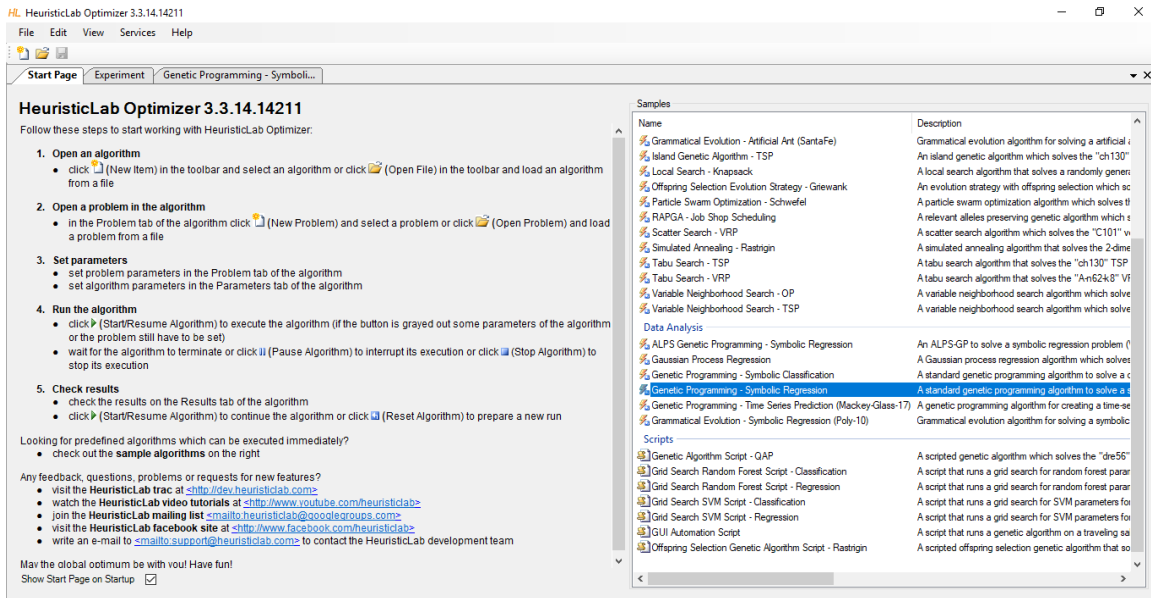 HL HeuristicLab Optimizer 3.3.14.14211
File Edit View Services Help
Start Page Experiment Genetic Programming - Symboli...
HeuristicLab Optimizer 3.3.14.14211
Follow these steps to start working with HeuristicLab Optimizer:
1. Open an algorithm
click (New Item) in the toolbar and select an algorithm or click (Open File) in the toolbar and load an algorithm
from a file
2. Open a problem in the algorithm
in the Problem tab of the algorithm click (New Problem) and select a problem or click (Open Problem) and load
a problem from a file
3. Set parameters
set problem parameters in the Problem tab of the algorithm
set algorithm parameters in the Parameters tab of the algorithm
4. Run the algorithm
click (Start/Resume Algorithm) to execute the algorithm (if the button is grayed out some parameters of the algorithm
or the problem still have to be set)
wait for the algorithm to terminate or click (Pause Algorithm) to interrupt its execution or click (Stop Algorithm) to
stop its execution
5. Check results
check the results on the Results tab of the algorithm
click (Start/Resume Algorithm) to continue the algorithm or click (Reset Algorithm) to prepare a new run
Looking for predefined algorithms which can be executed immediately?
check out the sample algorithms on the right
Any feedback, questions, problems or requests for new features?
visit the HeuristicLab trac at <http://dev.heuristiclab.com>
watch the HeuristicLab video tutorials at <http://www.youtube.com/heuristiclab>
join the HeuristicLab mailing list <mailto:heuristiclab@googlegroups.com>
visit the HeuristicLab facebook site at <http://www.facebook.com/heuristiclab>
write an e-mail to <mailto:support@heuristiclab.com> to contact the HeuristicLab development team
May the global optimum be with you! Have fun!
Show Start Page on Startup
Samples
Name Description
Grammatical Evolution - Artificial Ant (SantaFe) Grammatical evolution algorithm for solving a artificial
Island Genetic Algorithm - TSP An island genetic algorithm which solves the "ch130"
Local Search - Knapsack A local search algorithm that solves a randomly genera
Offspring Selection Evolution Strategy - Griewank An evolution strategy with offspring selection which so
Particle Swarm Optimization - Schwefel A particle swarm optimization algorithm which solves th
RAPGA - Job Shop Scheduling A relevant alleles preserving genetic algorithm which s
Scatter Search - VRP A scatter search algorithm which solves the "C101" v
Simulated Annealing - Rastrigin A simulated annealing algorithm that solves the 2-dime
Tabu Search - TSP A tabu search algorithm that solves the "ch130" TSP
Tabu Search - VRP A tabu search algorithm that solves the "A-n62-k8" VF
Variable Neighborhood Search - OP A variable neighborhood search algorithm which solve
Variable Neighborhood Search - TSP A variable neighborhood search algorithm which solve
Data Analysis
ALPS Genetic Programming - Symbolic Regression An ALPS-GP to solve a symbolic regression problem (
Gaussian Process Regression A Gaussian process regression algorithm which solves
Genetic Programming - Symbolic Classification A standard genetic programming algorithm to solve a c
Genetic Programming - Symbolic Regression A standard genetic programming algorithm to solve a s
Genetic Programming - Time Series Prediction (Mackey-Glass-17) A genetic programming algorithm for creating a time-se
Grammatical Evolution - Symbolic Regression (Poly-10) Grammatical evolution algorithm for solving a symbolic
Scripts
Genetic Algorithm Script - QAP A scripted genetic algorithm which solves the "dre56"
Grid Search Random Forest Script - Classification A script that runs a grid search for random forest parar
Grid Search Random Forest Script - Regression A script that runs a grid search for random forest parar
Grid Search SVM Script - Classification A script that runs a grid search for SVM parameters for
Grid Search SVM Script - Regression A script that runs a grid search for SVM parameters for
GUI Automation Script A script that runs a genetic algorithm on a traveling sa
Offspring Selection Genetic Algorithm Script - Rastrigin A scripted offspring selection genetic algorithm that so